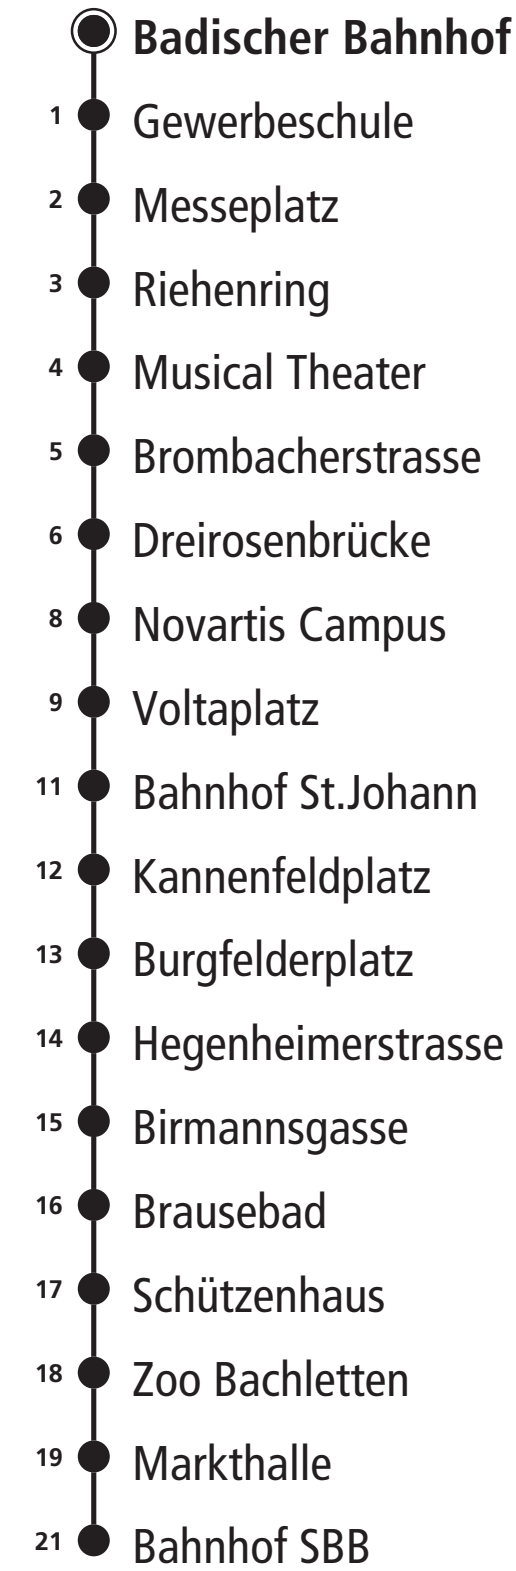 Badischer Bahnhof
1 Gewerbeschule
2 Messeplatz
3 Riehenring
4 Musical Theater
5 Brombacherstrasse
6 Dreirosenbrücke
8 Novartis Campus
9 Voltaplatz
11 Bahnhof St.Johann
12 Kannenfeldplatz
13 Burgfelderplatz
14 Hegenheimerstrasse
15 Birmannsgasse
16 Brausebad
17 Schützenhaus
18 Zoo Bachletten
19 Markthalle
21 Bahnhof SBB